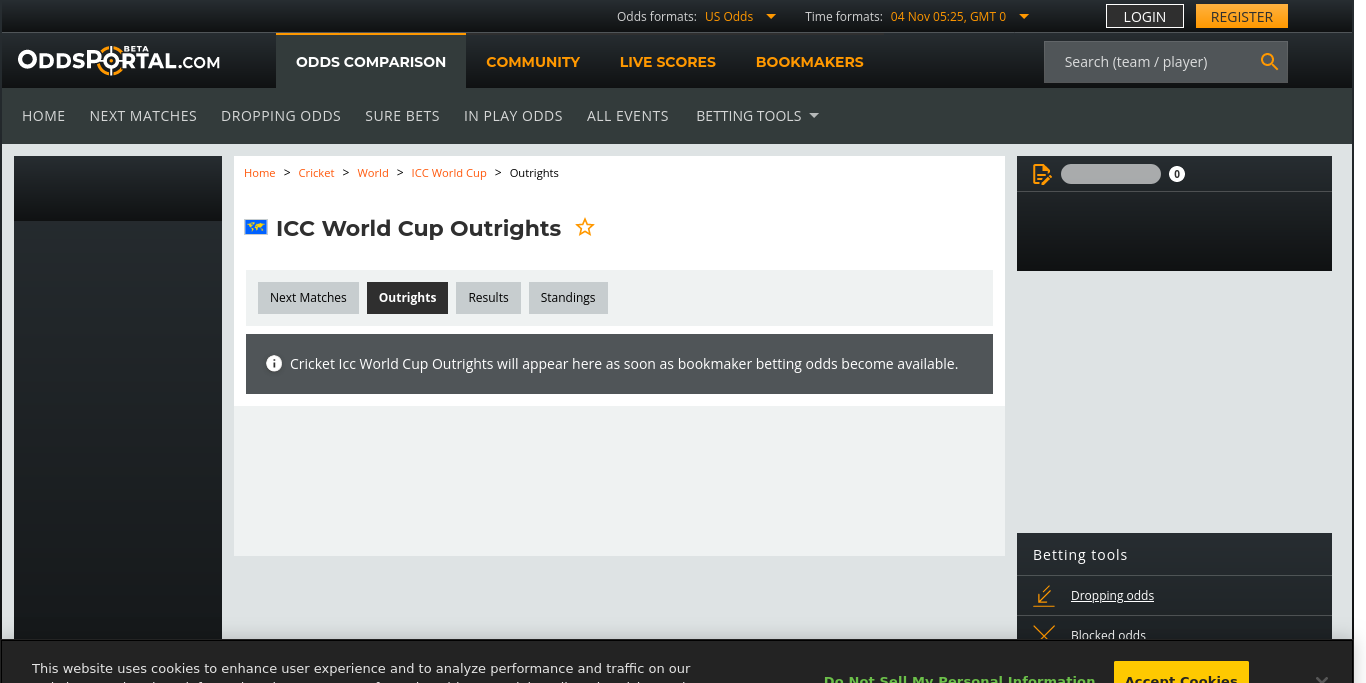 Odds formats: US Odds
Time formats: 04 Nov 05:25, GMT 0
LOGIN
REGISTER
ODDSPORTAL.COM
BETA
ODDS COMPARISON
COMMUNITY
LIVE SCORES
BOOKMAKERS
Search (team / player)
HOME
NEXT MATCHES
DROPPING ODDS
SURE BETS
IN PLAY ODDS
ALL EVENTS
BETTING TOOLS
Home > Cricket > World > ICC World Cup > Outrights
0
ICC World Cup Outrights
Next Matches
Outrights
Results
Standings
Cricket Icc World Cup Outrights will appear here as soon as bookmaker betting odds become available.
Betting tools
Dropping odds
Blocked odds
This website uses cookies to enhance user experience and to analyze performance and traffic on our
Do Not Sell My Personal Information
Accept Cookies